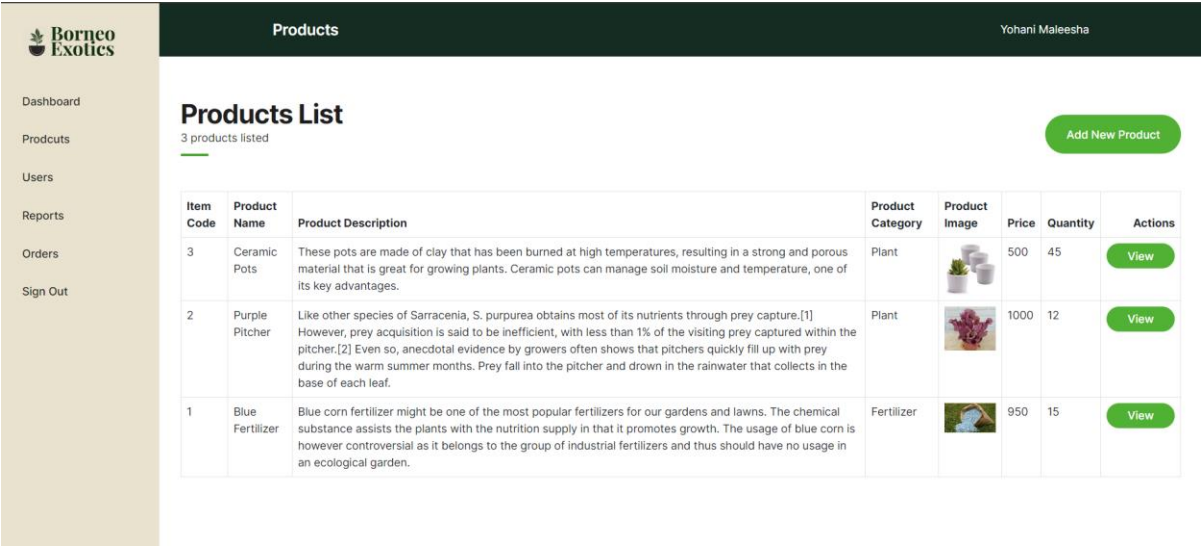 Borneo
Exotics
Products
Yohani Maleesha
Dashboard
Prodcuts
Users
Reports
Orders
Sign Out
Products List
3 products listed
Add New Product
Item Code
Product Name
Product Description
Product Category
Product Image
Price
Quantity
Actions
3
Ceramic
Pots
These pots are made of clay that has been burned at high temperatures, resulting in a strong and porous
material that is great for growing plants. Ceramic pots can manage soil moisture and temperature, one of
its key advantages.
Plant
500
45
View
2
Purple
Pitcher
Like other species of Sarracenia, S. purpurea obtains most of its nutrients through prey capture.[1]
However, prey acquisition is said to be inefficient, with less than 1% of the visiting prey captured within the
pitcher.[2] Even so, anecdotal evidence by growers often shows that pitchers quickly fill up with prey
during the warm summer months. Prey fall into the pitcher and drown in the rainwater that collects in the
base of each leaf.
Plant
1000
12
View
1
Blue
Fertilizer
Blue corn fertilizer might be one of the most popular fertilizers for our gardens and lawns. The chemical
substance assists the plants with the nutrition supply in that it promotes growth. The usage of blue corn is
however controversial as it belongs to the group of industrial fertilizers and thus should have no usage in
an ecological garden.
Fertilizer
950
15
View